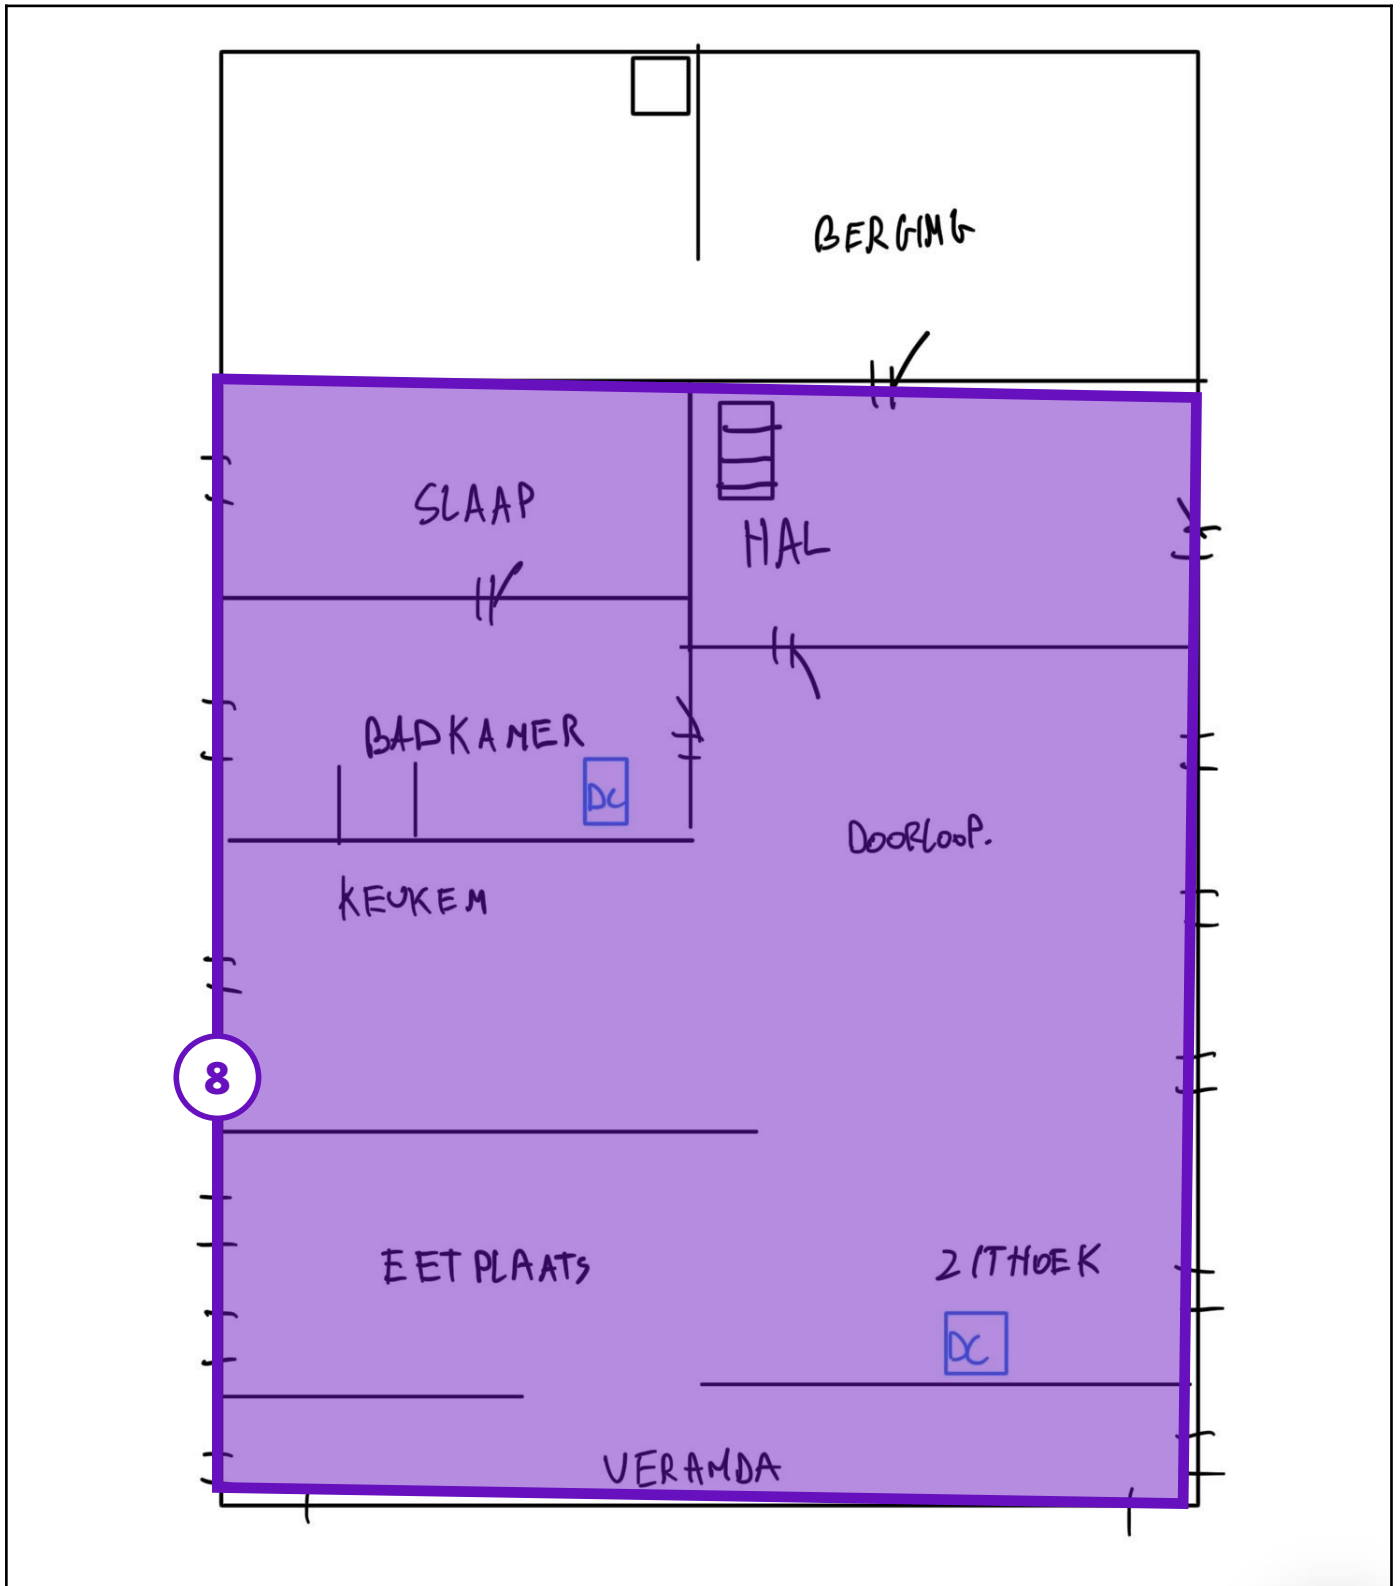 BERGING
SLAAP
HAL
BADKAMER
DC
DOORLOOP.
KEUKEN
8
EETPLAATS
ZITHOEK
DC
VERANDA